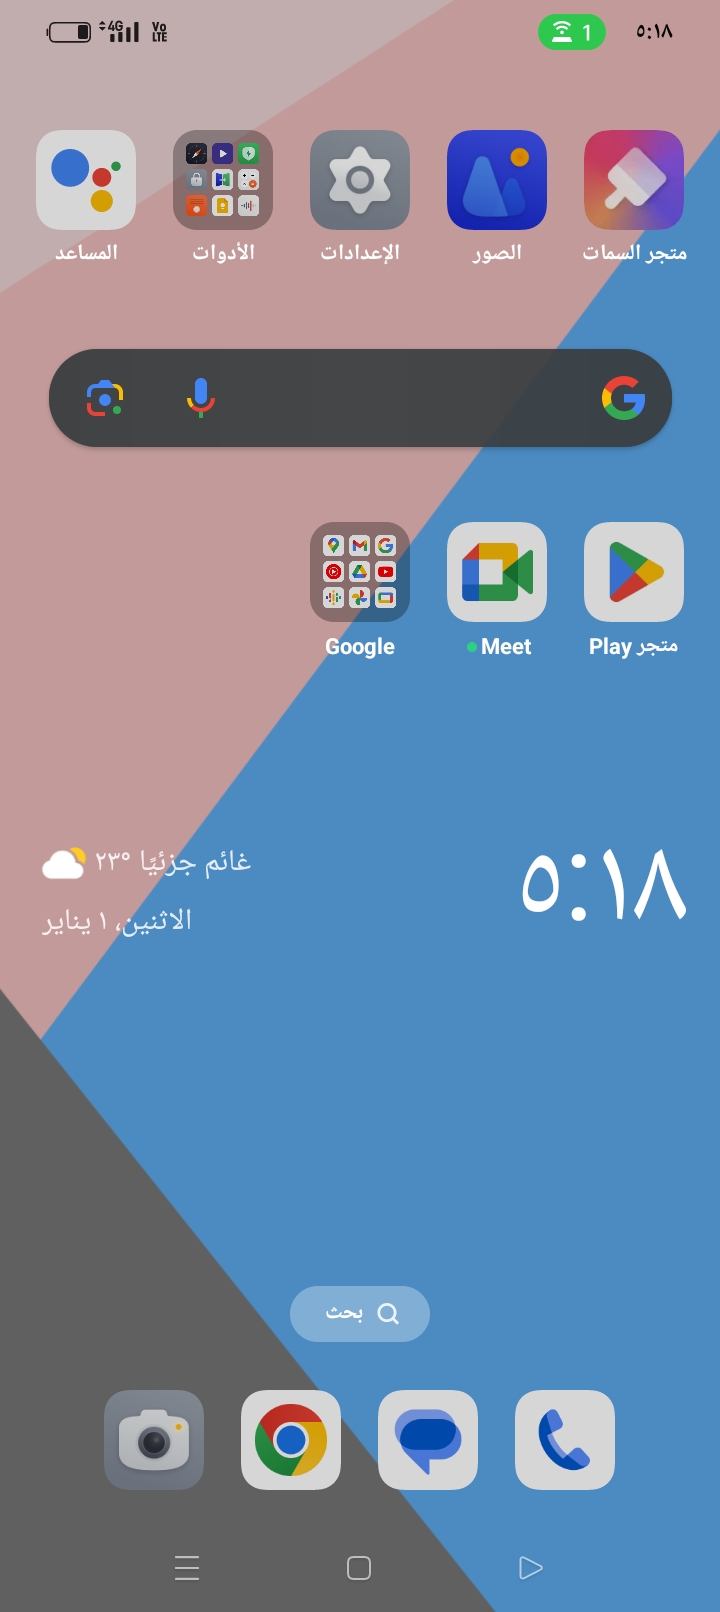 ٥:١٨
1
4G
Vo
LTE
متجر السمات
الصور
الإعدادات
الأدوات
المساعد
متجر Play
Meet
Google
٥:١٨
غائم جزئيًا ٢٣°
الاثنين، ١ يناير
بحث